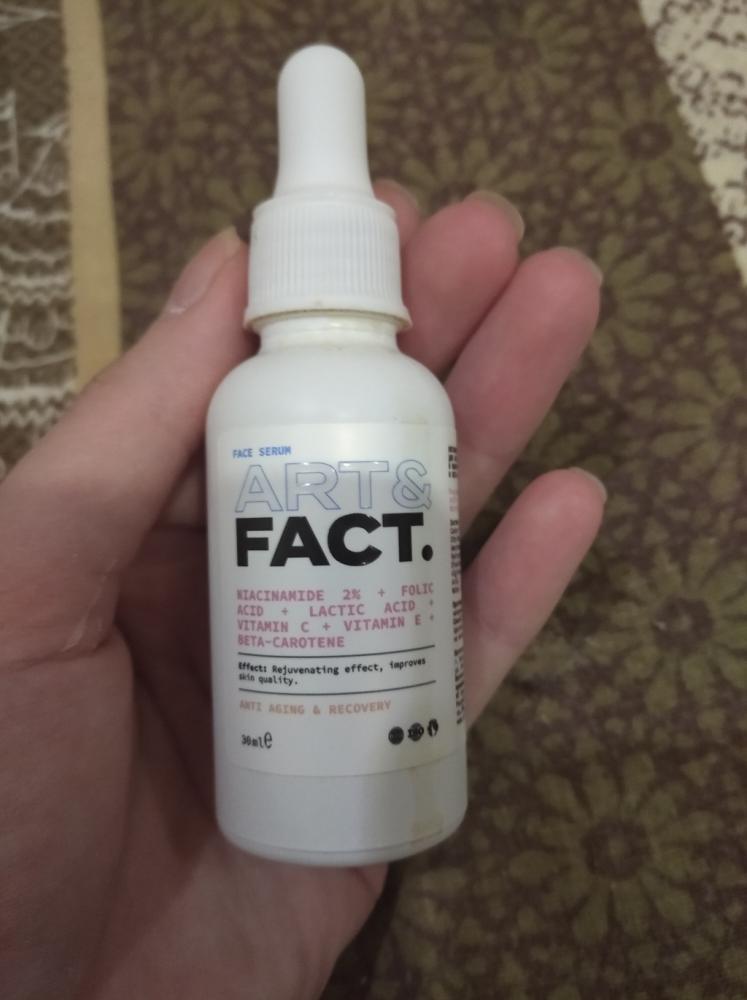 FACE SERUM
ART&
FACT.
NIACINAMIDE 2% + FOLIC
ACID + LACTIC ACID +
VITAMIN C + VITAMIN E +
BETA-CAROTENE
Effect: Rejuvenating effect, improves
skin quality.
ANTI AGING & RECOVERY
30ml℮